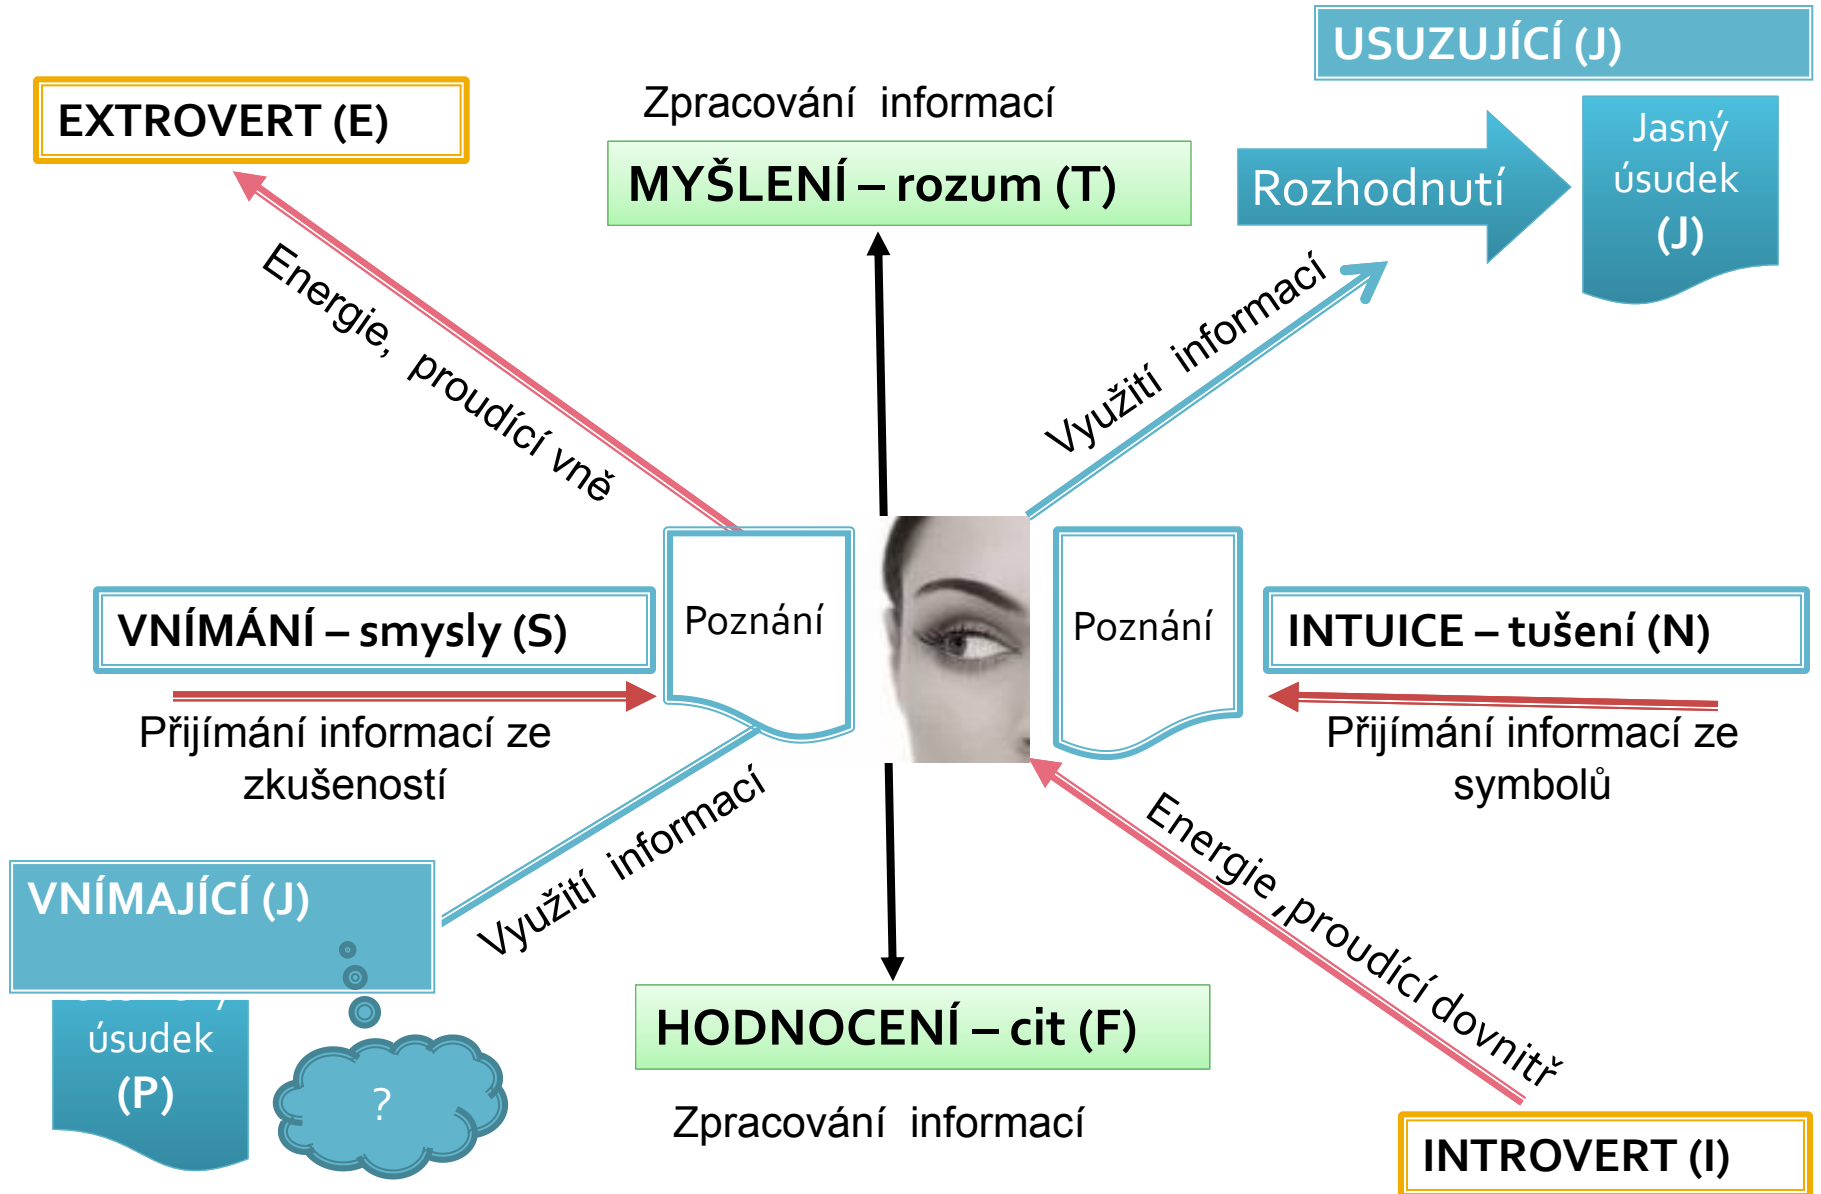 USUZUJÍCÍ (J)
EXTROVERT (E)
Zpracování informací
MYŠLENÍ – rozum (T)
Rozhodnutí
Jasný
úsudek
(J)
Energie, proudící vně
Využití informací
VNÍMÁNÍ – smysly (S)
Poznání
Poznání
INTUICE – tušení (N)
Přijímání informací ze
zkušeností
Přijímání informací ze
symbolů
Využití informací
Energie ,proudící dovnitř
VNÍMAJÍCÍ (J)
úsudek
(P)
?
HODNOCENÍ – cit (F)
Zpracování informací
INTROVERT (I)